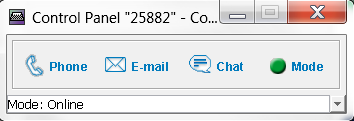 Control Panel "25882" - Co...
Phone E-mail Chat Mode
Mode: Online